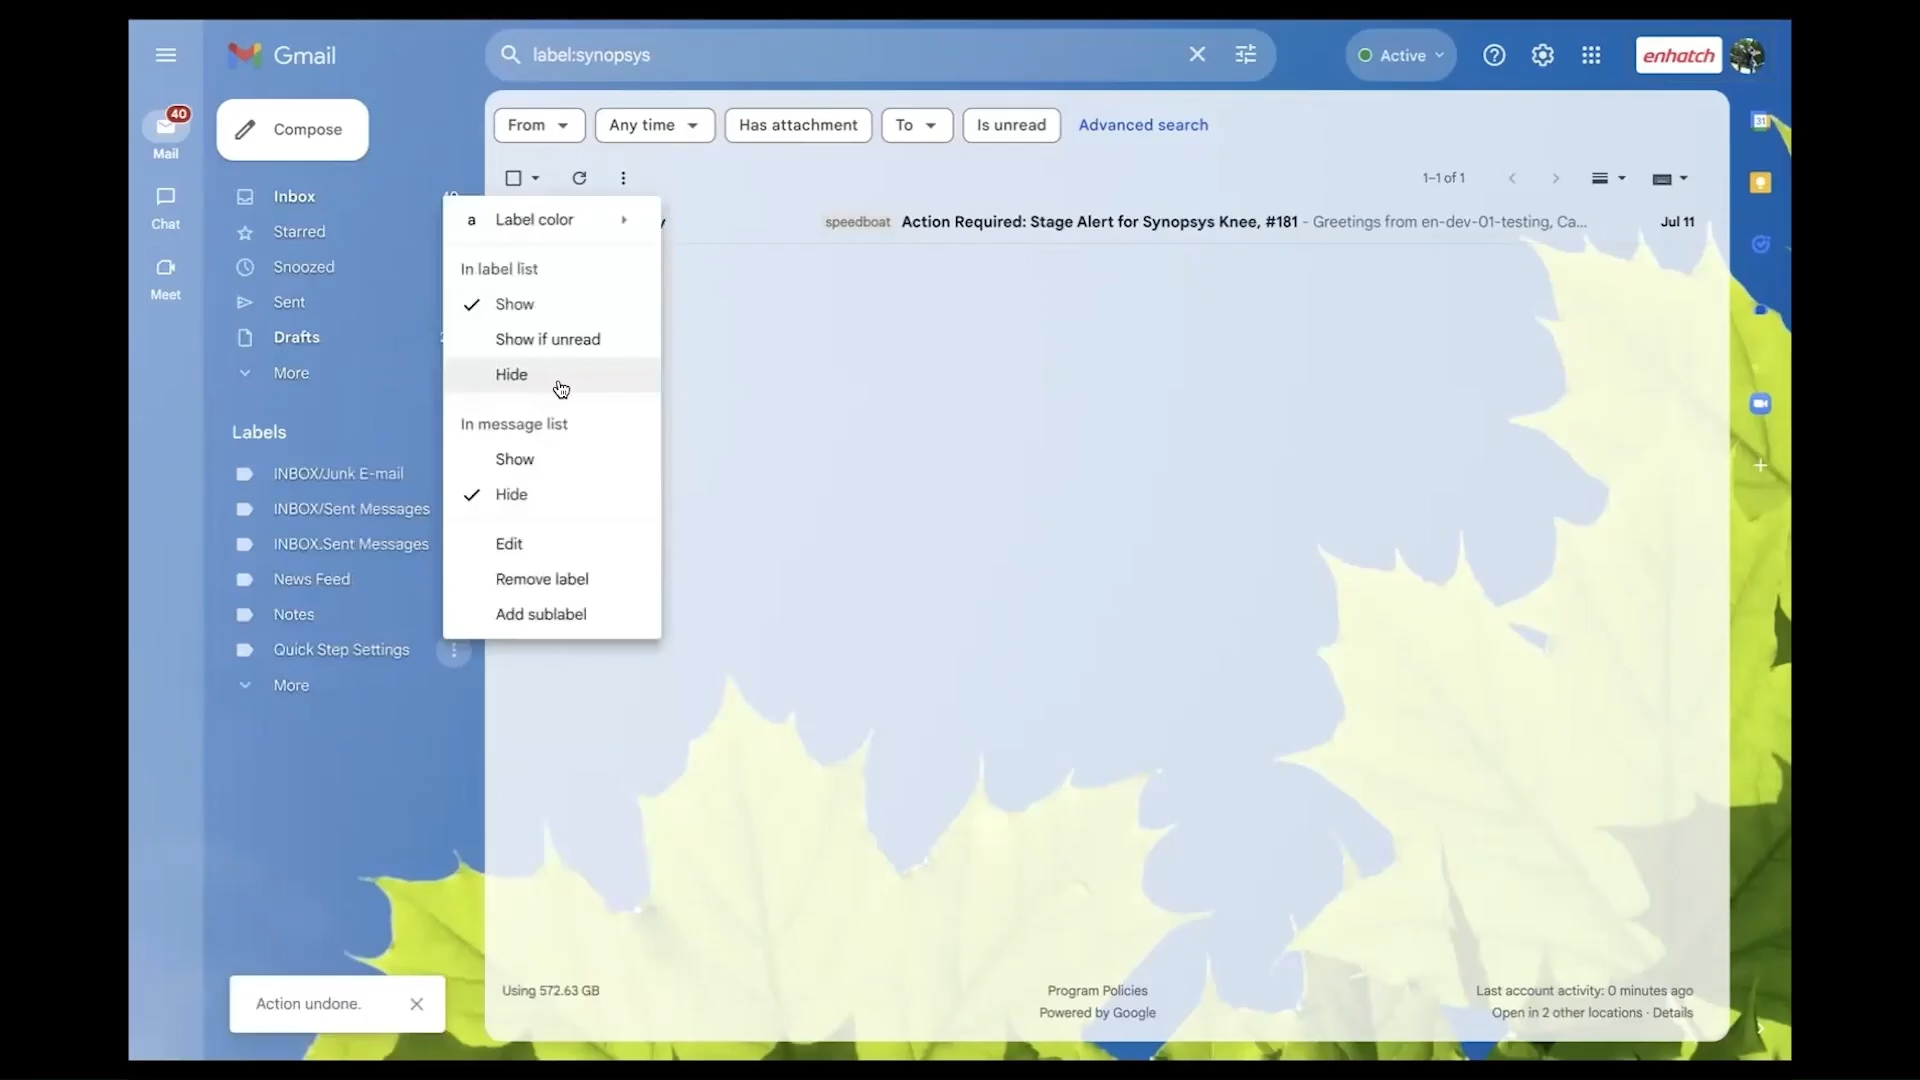 Gmail
label:synopsys
Active
enhatch
40
Mail
Chat
Meet
Compose
Inbox
Starred
Snoozed
Sent
Drafts
More
Labels
INBOX/Junk E-mail
INBOX/Sent Messages
INBOX.Sent Messages
News Feed
Notes
Quick Step Settings
More
From
Any time
Has attachment
To
Is unread
Advanced search
1–1 of 1
speedboat Action Required: Stage Alert for Synopsys Knee, #181 - Greetings from en-dev-01-testing, Ca... Jul 11
a Label color
In label list
Show
Show if unread
Hide
In message list
Show
Hide
Edit
Remove label
Add sublabel
31
Action undone.
Using 572.63 GB
Program Policies
Powered by Google
Last account activity: 0 minutes ago
Open in 2 other locations · Details